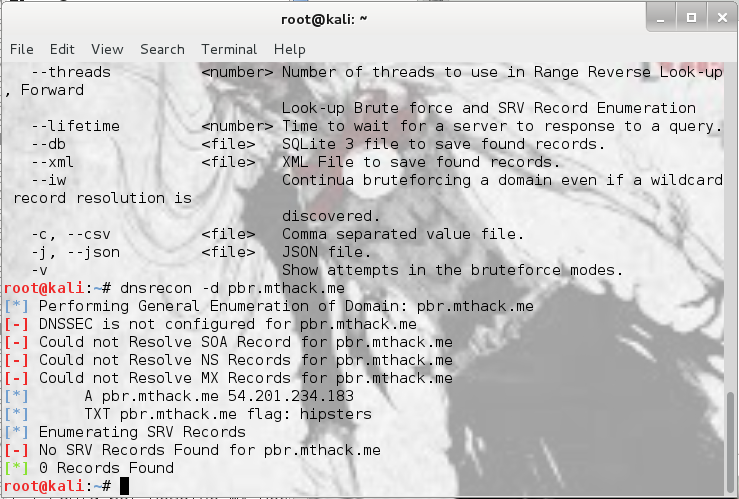 root@kali: ~
File Edit View Search Terminal Help
--threads <number> Number of threads to use in Range Reverse Look-up
, Forward
Look-up Brute force and SRV Record Enumeration
--lifetime <number> Time to wait for a server to response to a query.
--db <file> SQLite 3 file to save found records.
--xml <file> XML File to save found records.
--iw Continua bruteforcing a domain even if a wildcard
record resolution is
discovered.
-c, --csv <file> Comma separated value file.
-j, --json <file> JSON file.
-v Show attempts in the bruteforce modes.
root@kali:~# dnsrecon -d pbr.mthack.me
[*] Performing General Enumeration of Domain: pbr.mthack.me
[-] DNSSEC is not configured for pbr.mthack.me
[-] Could not Resolve SOA Record for pbr.mthack.me
[-] Could not Resolve NS Records for pbr.mthack.me
[-] Could not Resolve MX Records for pbr.mthack.me
[*] A pbr.mthack.me 54.201.234.183
[*] TXT pbr.mthack.me flag: hipsters
[*] Enumerating SRV Records
[-] No SRV Records Found for pbr.mthack.me
[*] 0 Records Found
root@kali:~#